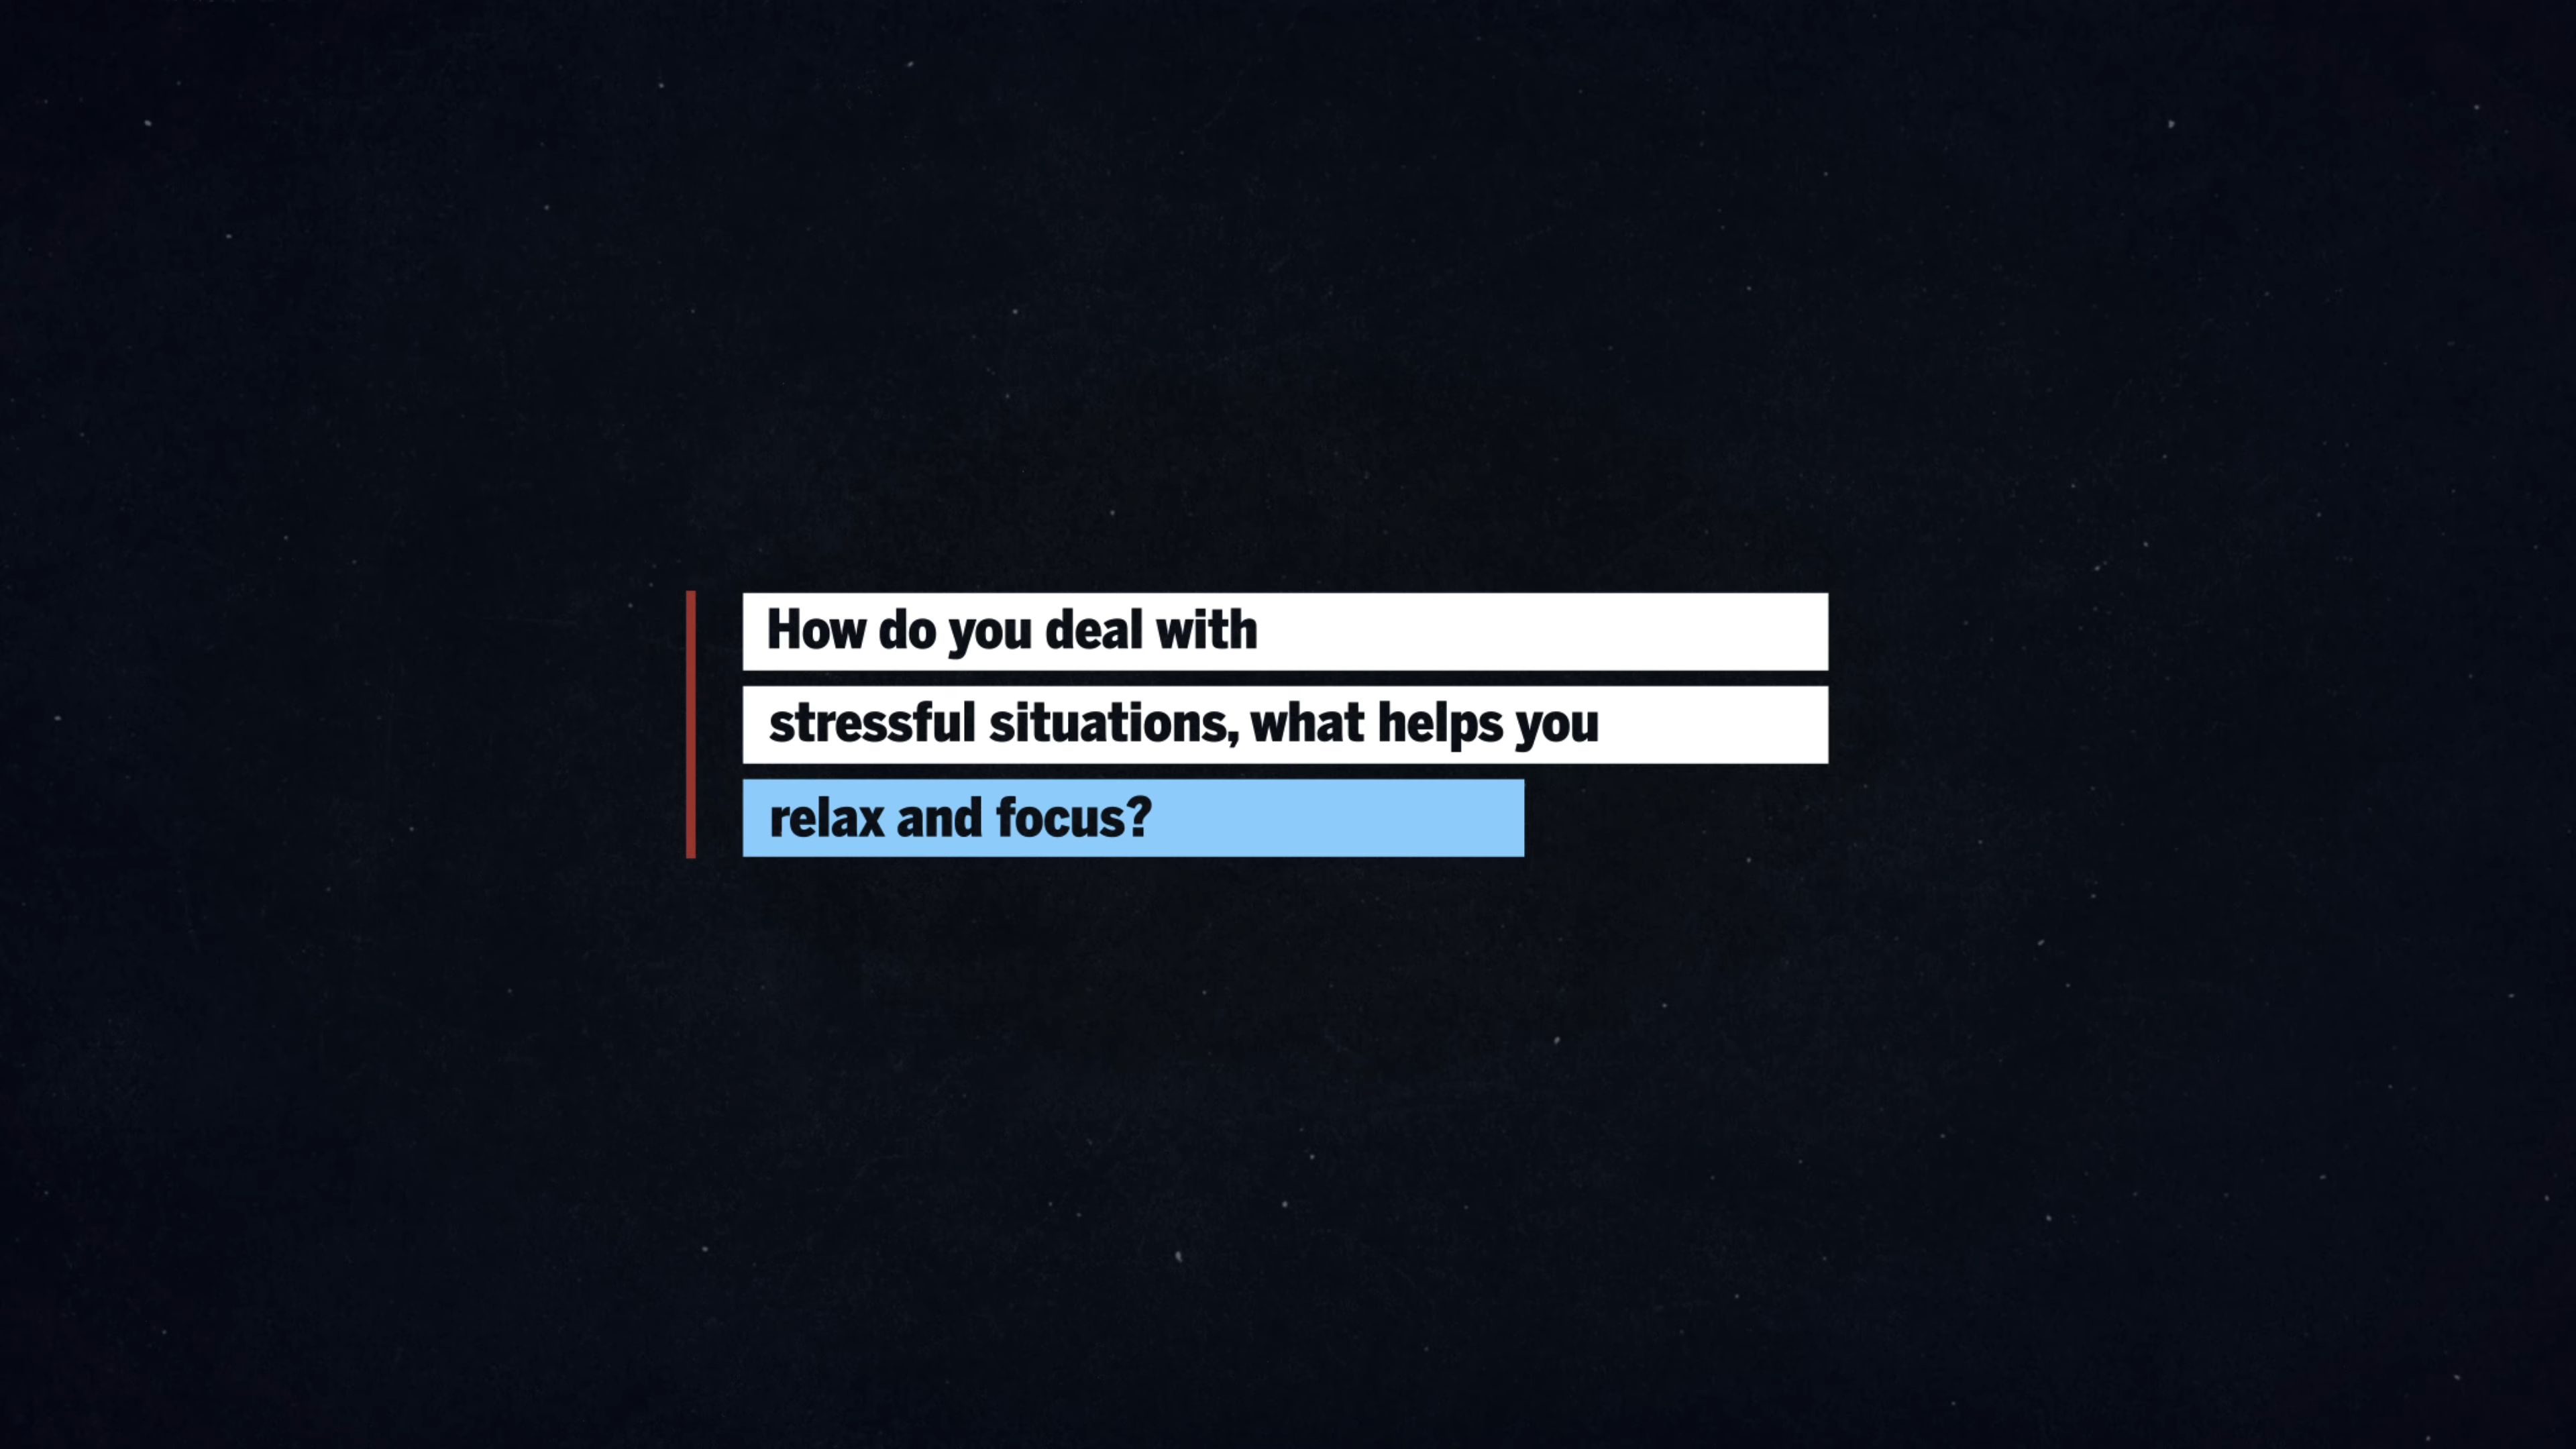 How do you deal with
stressful situations, what helps you
relax and focus?